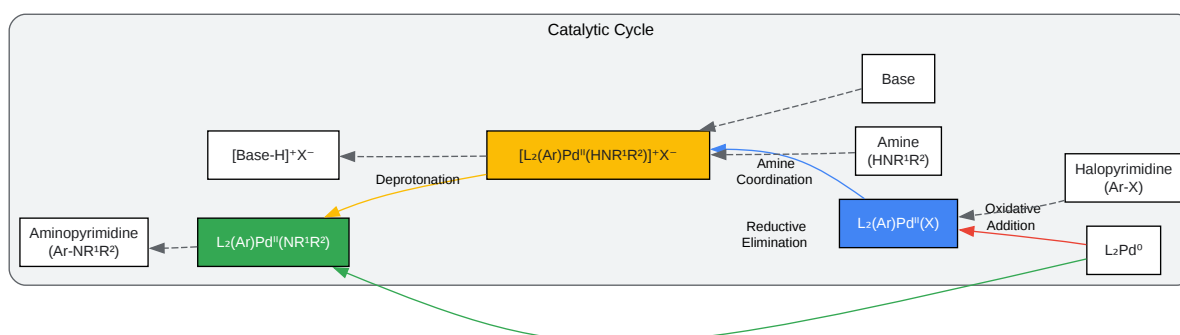 Catalytic Cycle
Base
[L₂(Ar)Pdᴵᴵ(HNR¹R²)]⁺X⁻
[Base-H]⁺X⁻
Amine
(HNR¹R²)
Amine
Coordination
Deprotonation
Halopyrimidine
(Ar-X)
Oxidative
Addition
L₂(Ar)Pdᴵᴵ(X)
Reductive
Elimination
L₂Pd⁰
L₂(Ar)Pdᴵᴵ(NR¹R²)
Aminopyrimidine
(Ar-NR¹R²)